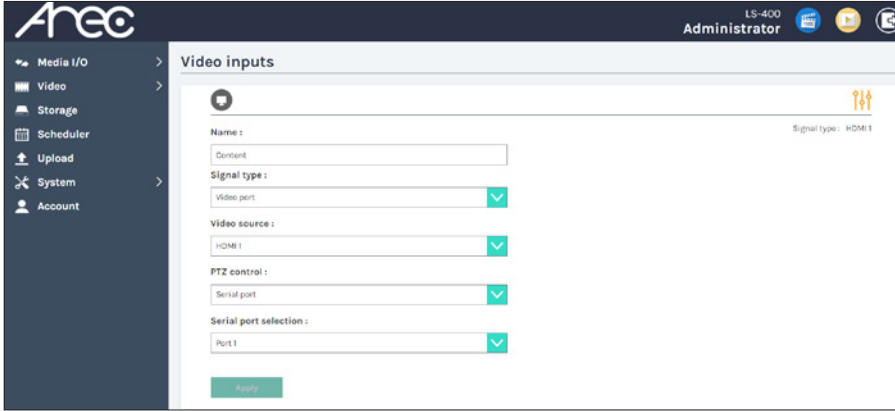 Arec
LS-400
Administrator
Media I/O
Video
Storage
Scheduler
Upload
System
Account
Video inputs
Signal type : HDMI 1
Name :
Content
Signal type :
Video port
Video source :
HDMI 1
PTZ control :
Serial port
Serial port selection :
Port 1
Apply